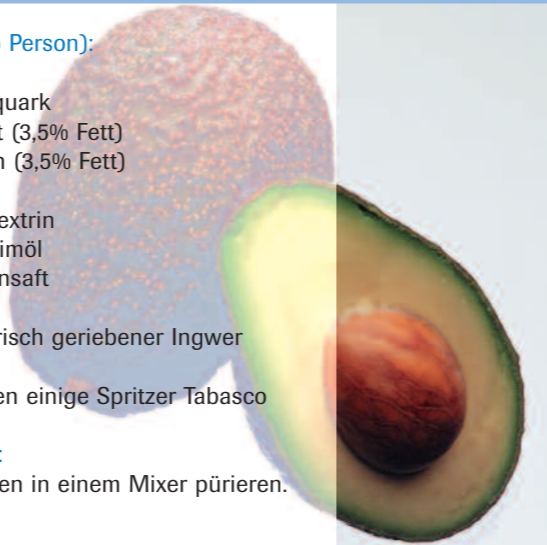 Person):
quark
(3,5% Fett)
(3,5% Fett)
extrin
imöl
nsaft
risch geriebener Ingwer
en einige Spritzer Tabasco
:
en in einem Mixer pürieren.